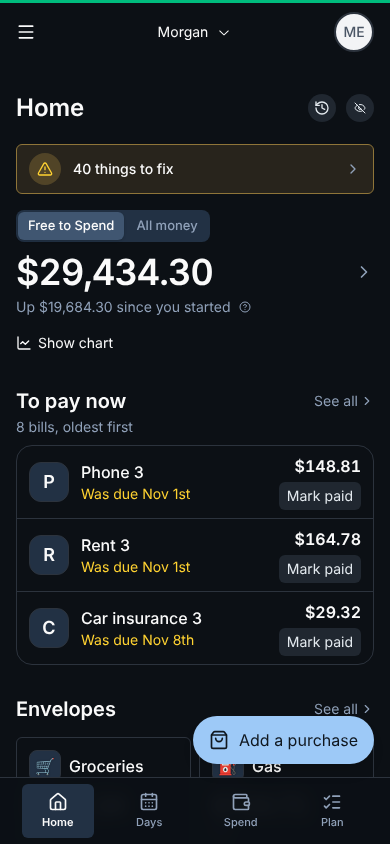 Morgan
ME
Home
40 things to fix
Free to Spend
All money
$29,434.30
Up $19,684.30 since you started
Show chart
To pay now
See all
8 bills, oldest first
P
Phone 3
$148.81
Was due Nov 1st
Mark paid
R
Rent 3
$164.78
Was due Nov 1st
Mark paid
C
Car insurance 3
$29.32
Was due Nov 8th
Mark paid
Envelopes
See all
Add a purchase
Groceries
Gas
Home
Days
Spend
Plan